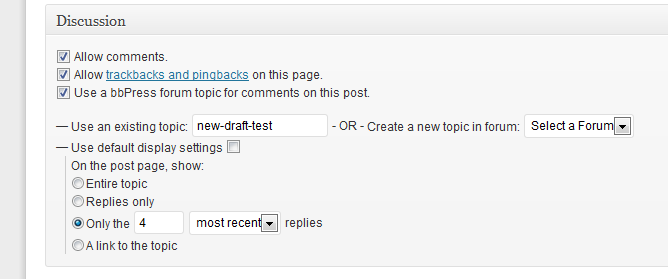 Discussion
Allow comments.
Allow trackbacks and pingbacks on this page.
Use a bbPress forum topic for comments on this post.
— Use an existing topic: new-draft-test - OR - Create a new topic in forum: Select a Forum
— Use default display settings
On the post page, show:
Entire topic
Replies only
Only the 4 most recent replies
A link to the topic